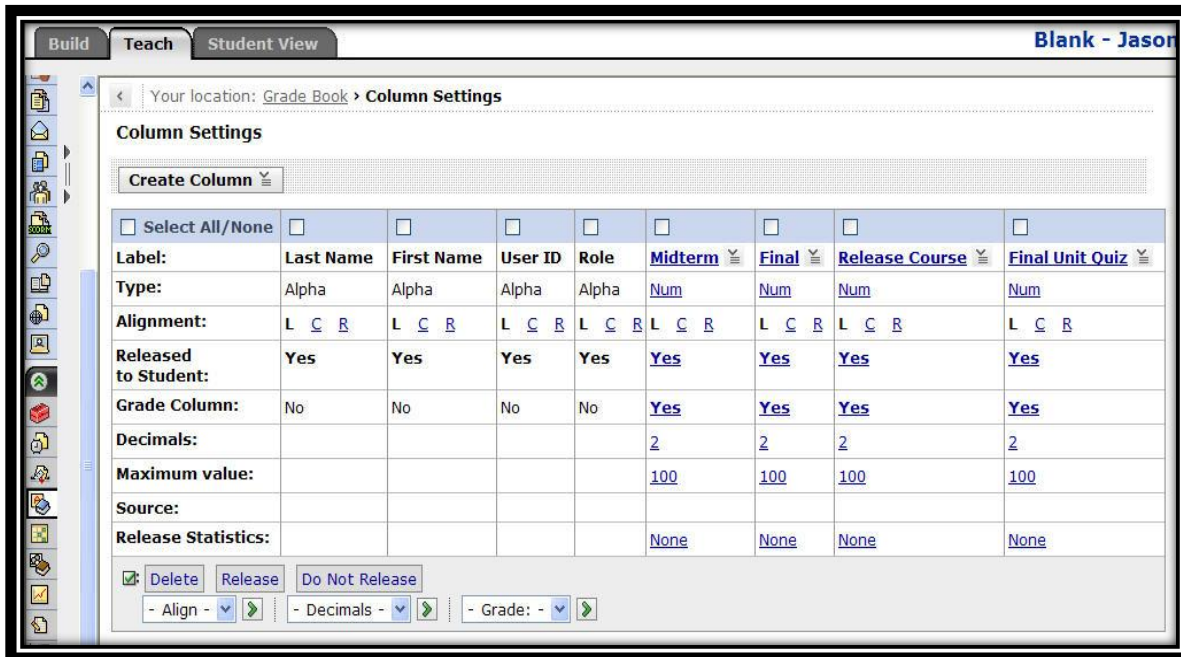 Build Teach Student View Blank - Jason
Your location: Grade Book › Column Settings
Column Settings
Create Column
Select All/None
Label: Last Name First Name User ID Role Midterm Final Release Course Final Unit Quiz
Type: Alpha Alpha Alpha Alpha Num Num Num Num
Alignment: L C R L C R L C R L C R L C R L C R L C R L C R
Released
to Student: Yes Yes Yes Yes Yes Yes Yes Yes
Grade Column: No No No No Yes Yes Yes Yes
Decimals: 2 2 2 2
Maximum value: 100 100 100 100
Source:
Release Statistics: None None None None
Delete Release Do Not Release
- Align - - Decimals - - Grade: -
SCORM